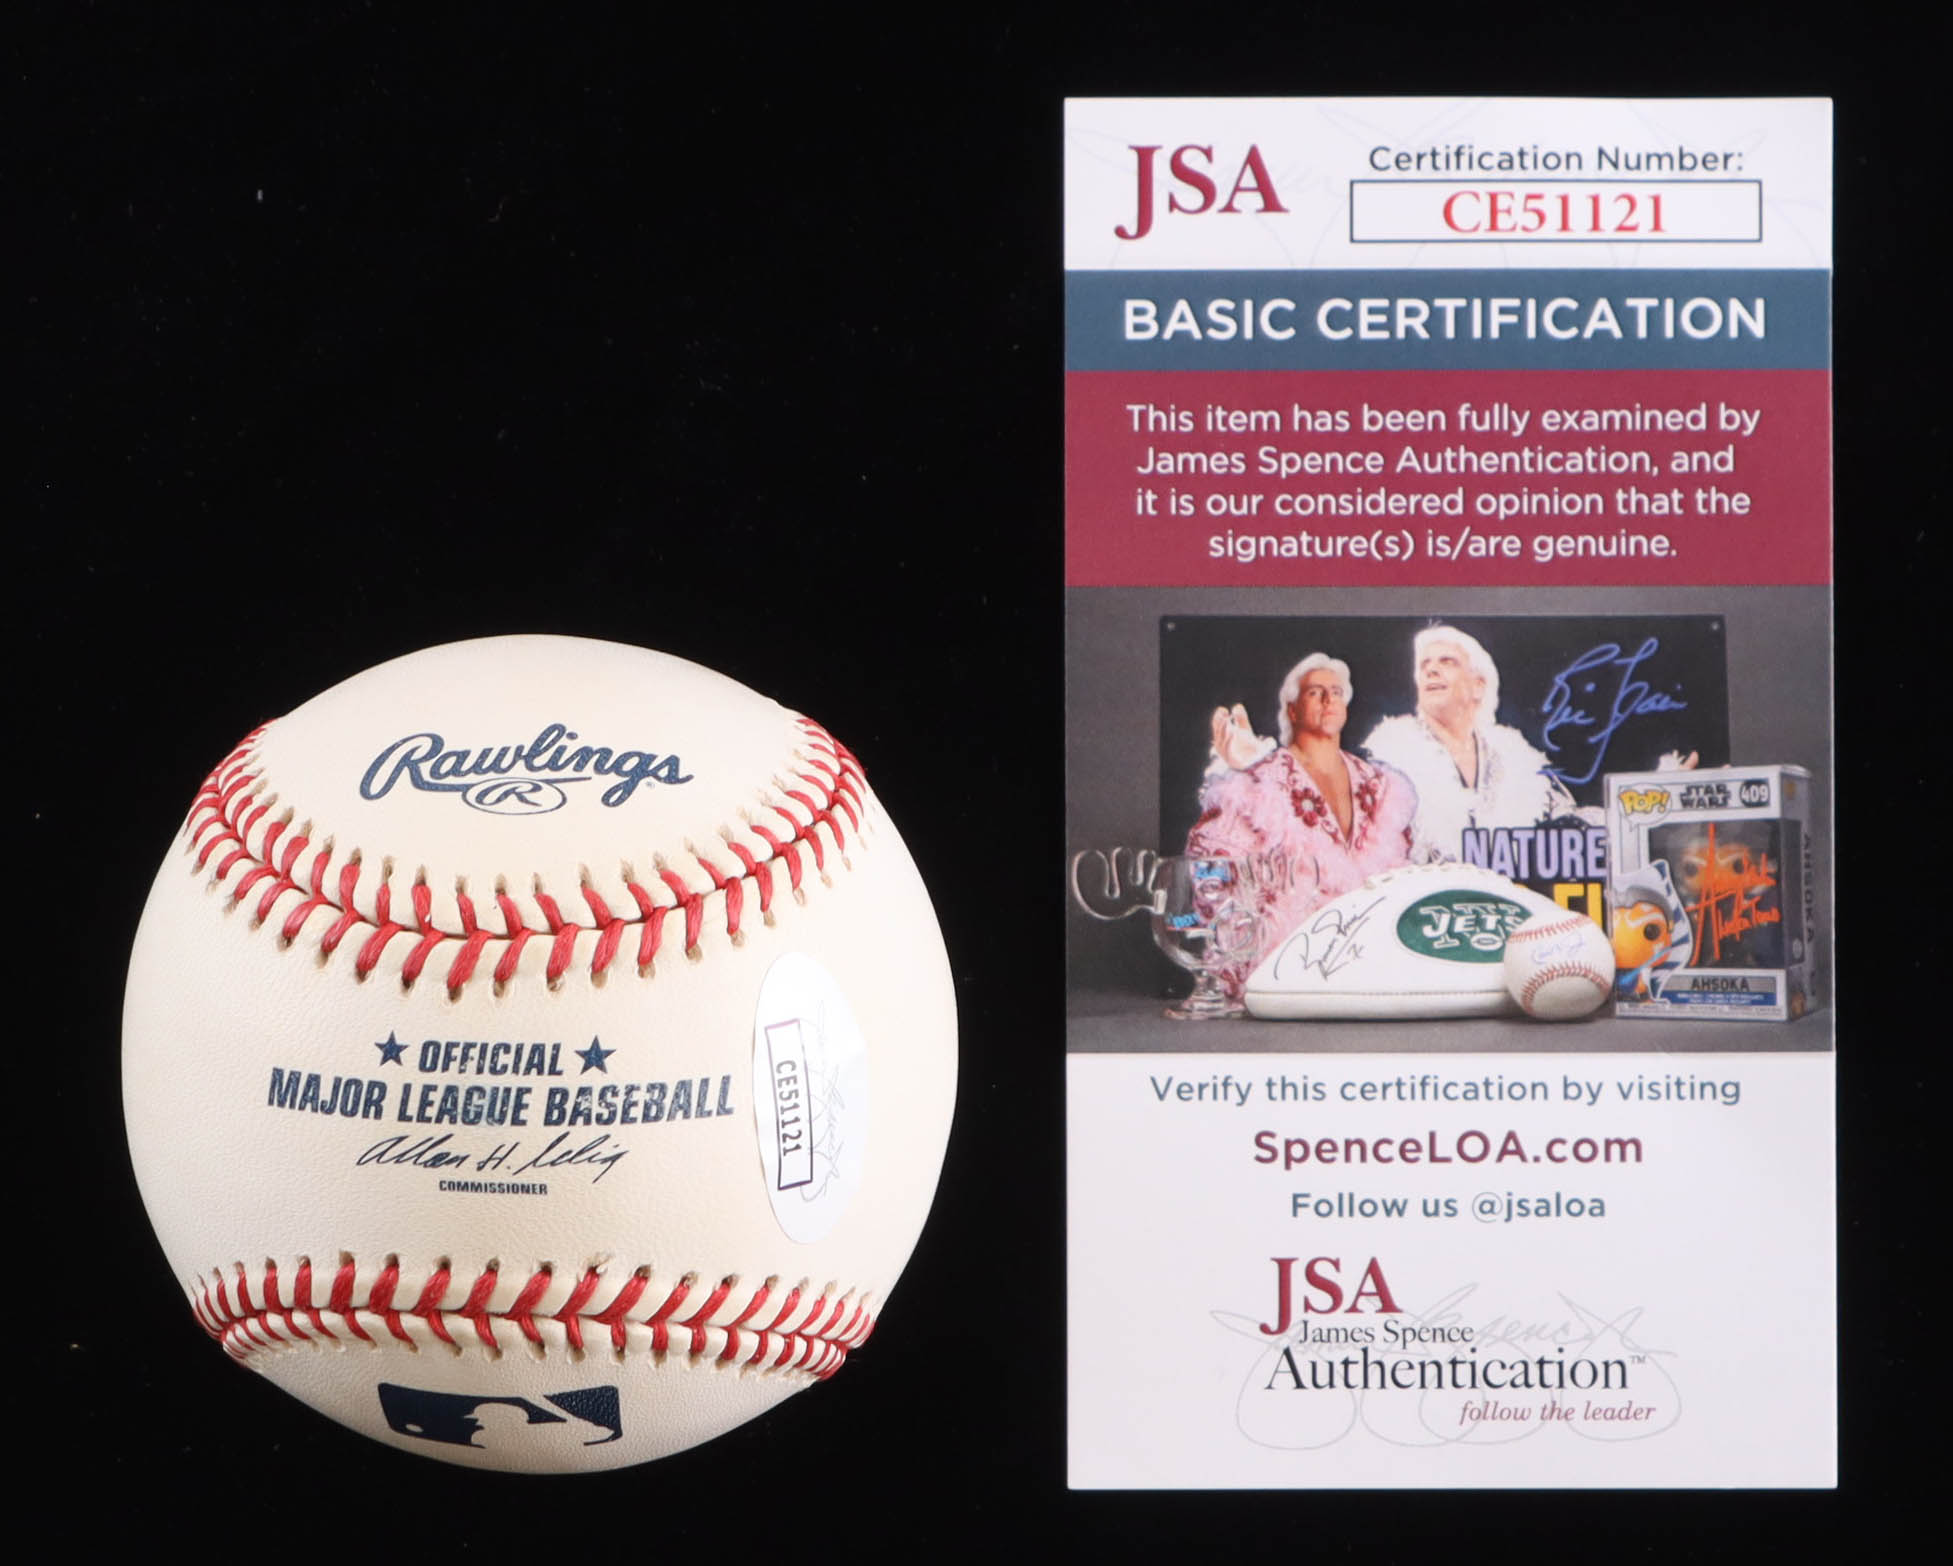 Rawlings
R
OFFICIAL
MAJOR LEAGUE BASEBALL
Allan H. Selig
COMMISSIONER
CE51121
JSA
Certification Number:
CE51121
BASIC CERTIFICATION
This item has been fully examined by
James Spence Authentication, and
it is our considered opinion that the
signature(s) is/are genuine.
NATURE
JETS
POP!
STAR
WARS
409
AHSOKA
AHSOKA
Verify this certification by visiting
SpenceLOA.com
Follow us @jsaloa
JSA
James Spence
Authentication™
follow the leader